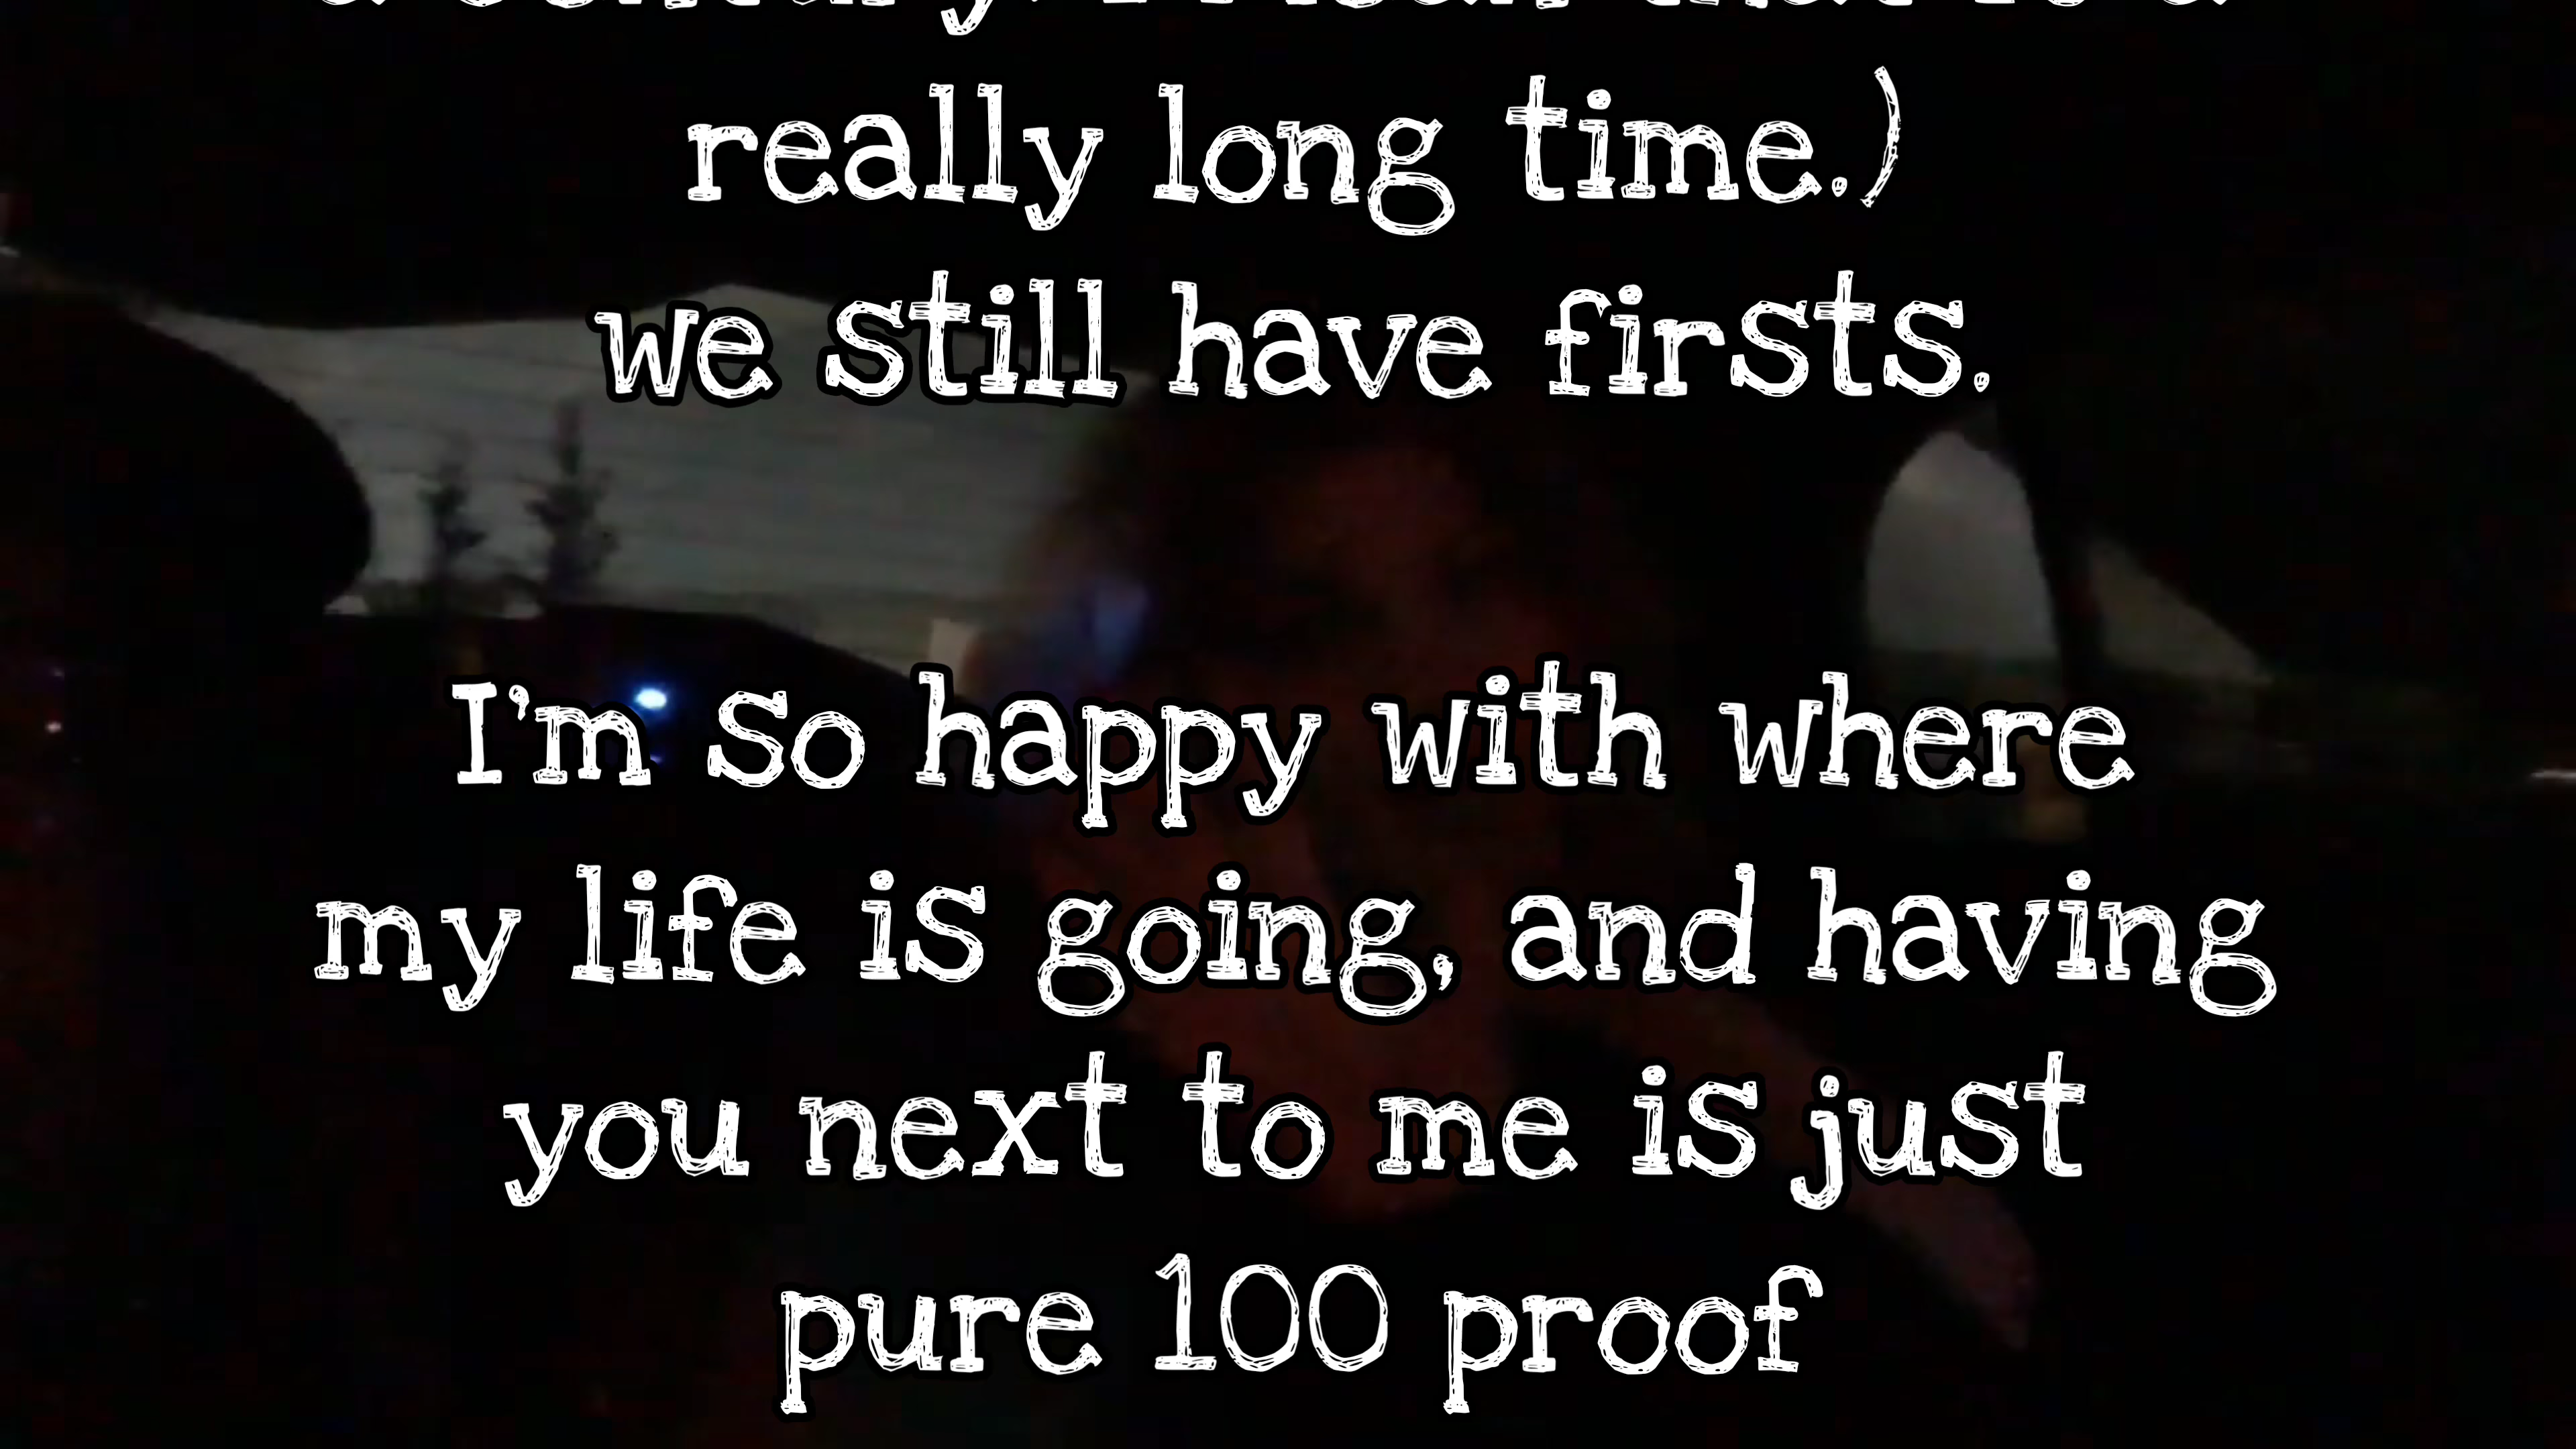 really long time.)
we still have firsts.
I'm so happy with where
my life is going, and having
you next to me is just
pure 100 proof